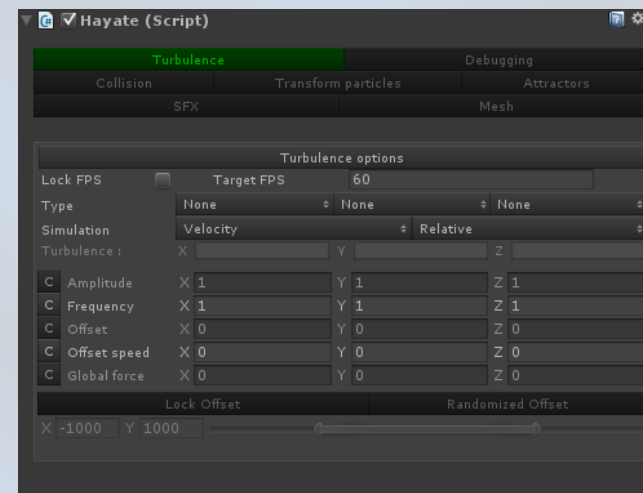 Hayate (Script)
Turbulence Debugging
Collision Transform particles Attractors
SFX Mesh
Turbulence options
Lock FPS Target FPS 60
Type None None None
Simulation Velocity Relative
Turbulence : X Y Z
C Amplitude X 1 Y 1 Z 1
C Frequency X 1 Y 1 Z 1
C Offset X 0 Y 0 Z 0
C Offset speed X 0 Y 0 Z 0
C Global force X 0 Y 0 Z 0
Lock Offset Randomized Offset
X -1000 Y 1000